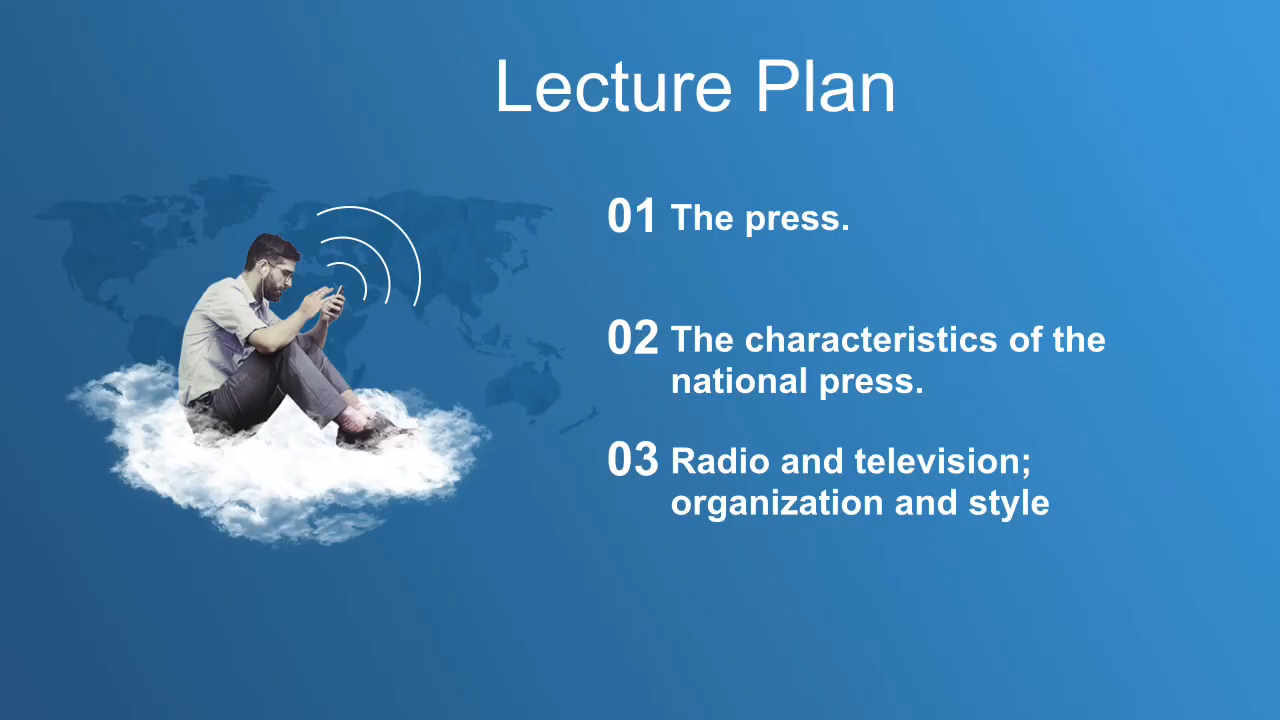 Lecture Plan
01 The press.
02 The characteristics of the
national press.
03 Radio and television;
organization and style